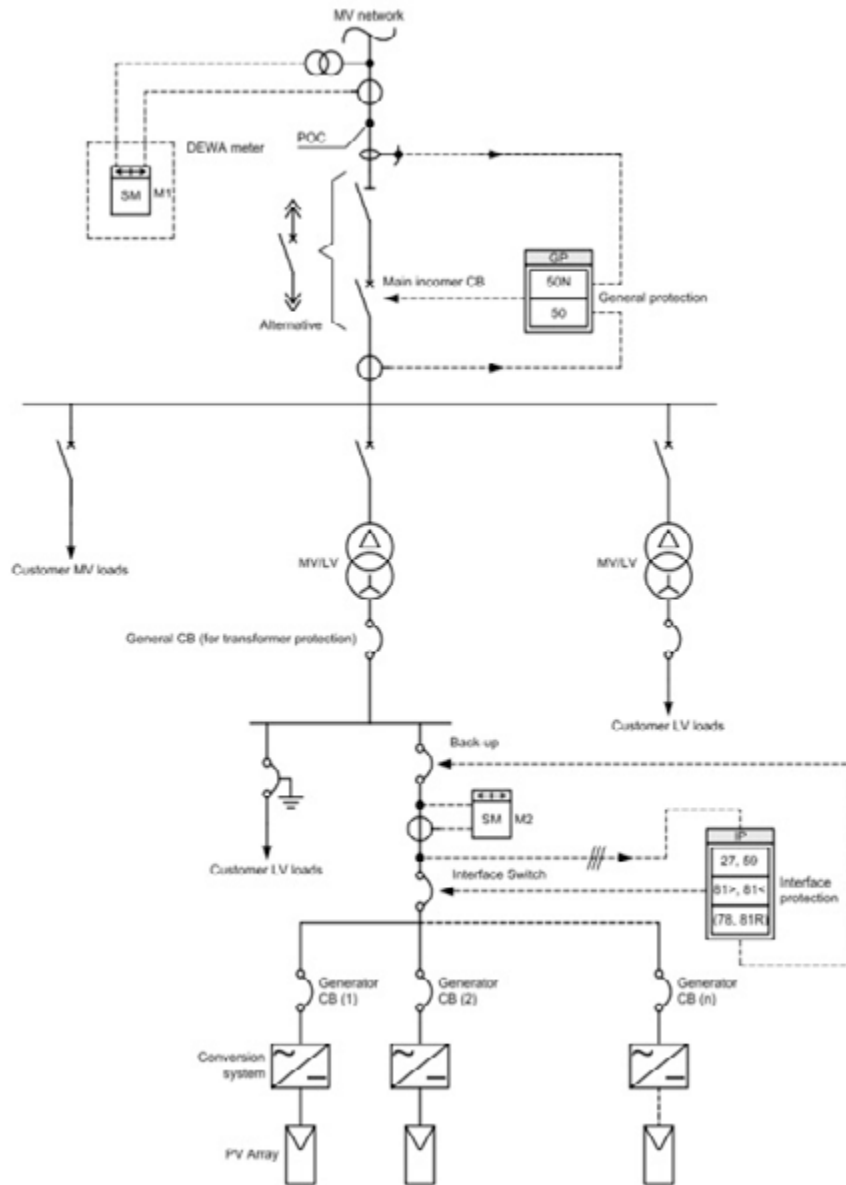 MV network
POC
DEWA meter
SM
M1
GP
Main incomer CB
50N
General protection
50
Alternative
Customer MV loads
MV/LV
MV/LV
General CB (for transformer protection)
Customer LV loads
Back-up
SM
M2
IP
Customer LV loads
27, 59
Interface Switch
81>, 81<
Interface
protection
(78, 81R)
Generator
CB (1)
Generator
CB (2)
Generator
CB (n)
Conversion
system
PV Array